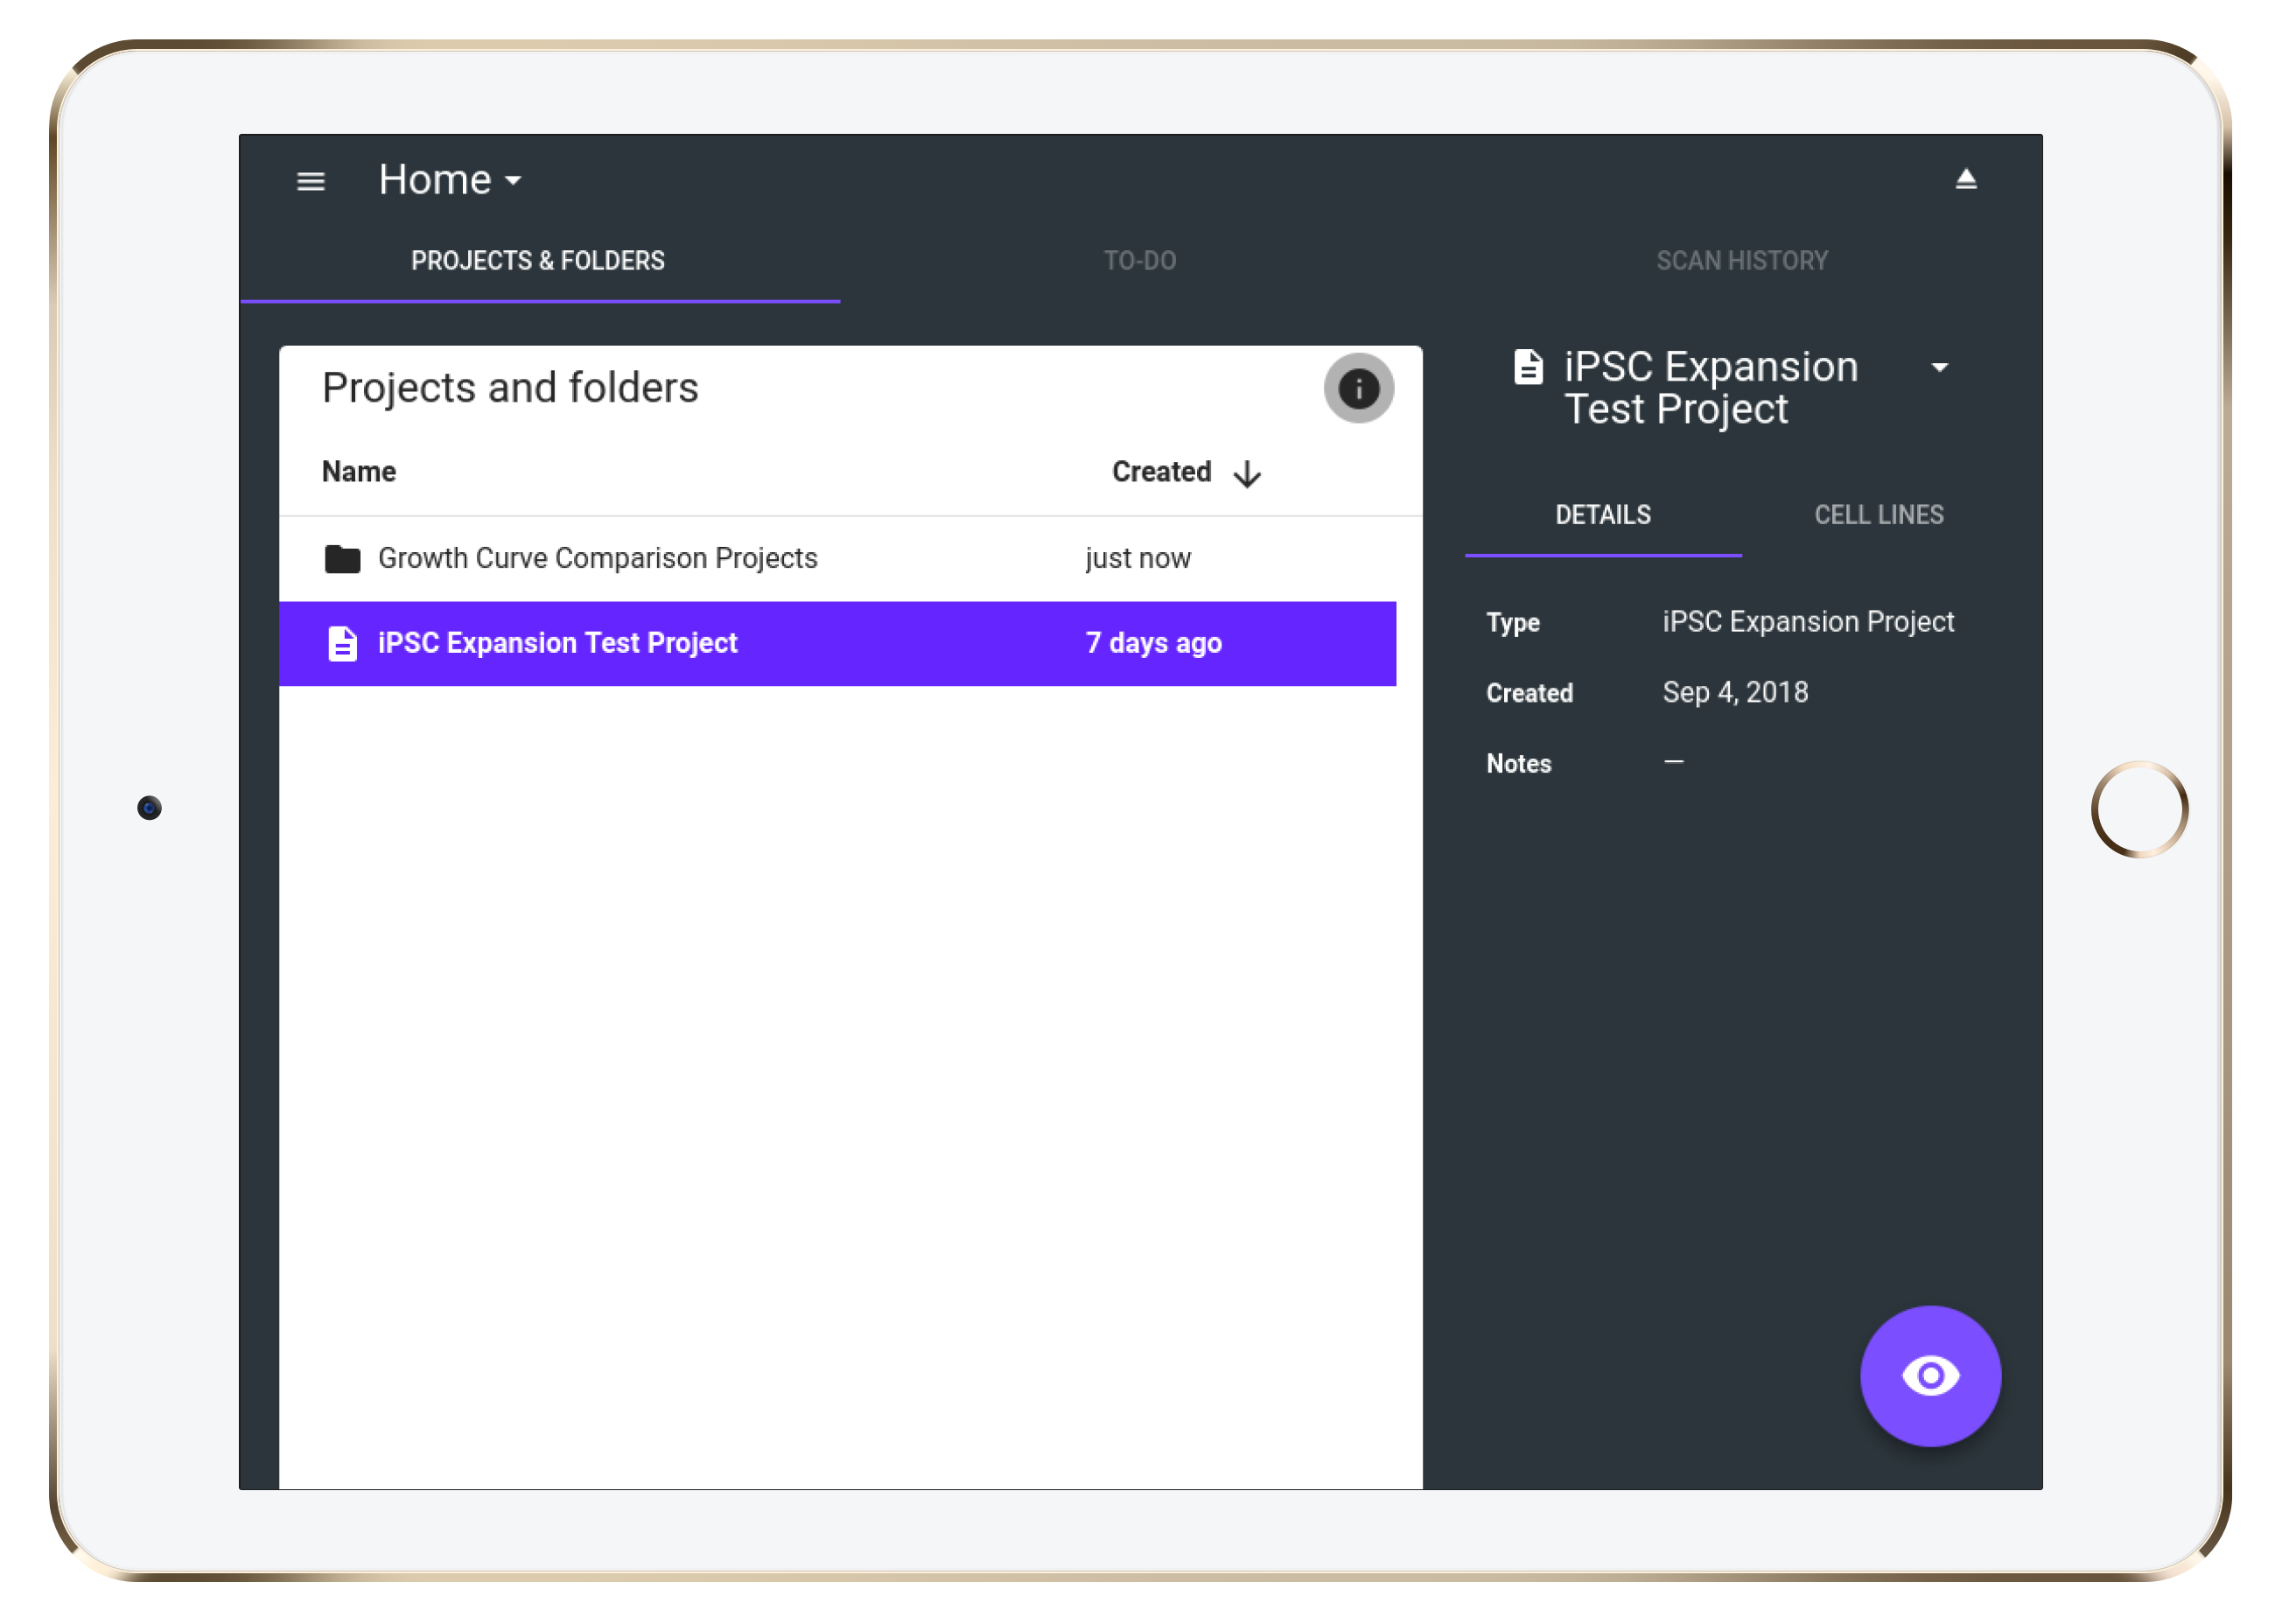 Home
PROJECTS & FOLDERS
TO-DO
SCAN HISTORY
Projects and folders
Name
Created
Growth Curve Comparison Projects
just now
iPSC Expansion Test Project
7 days ago
iPSC Expansion
Test Project
DETAILS
CELL LINES
Type
iPSC Expansion Project
Created
Sep 4, 2018
Notes
—